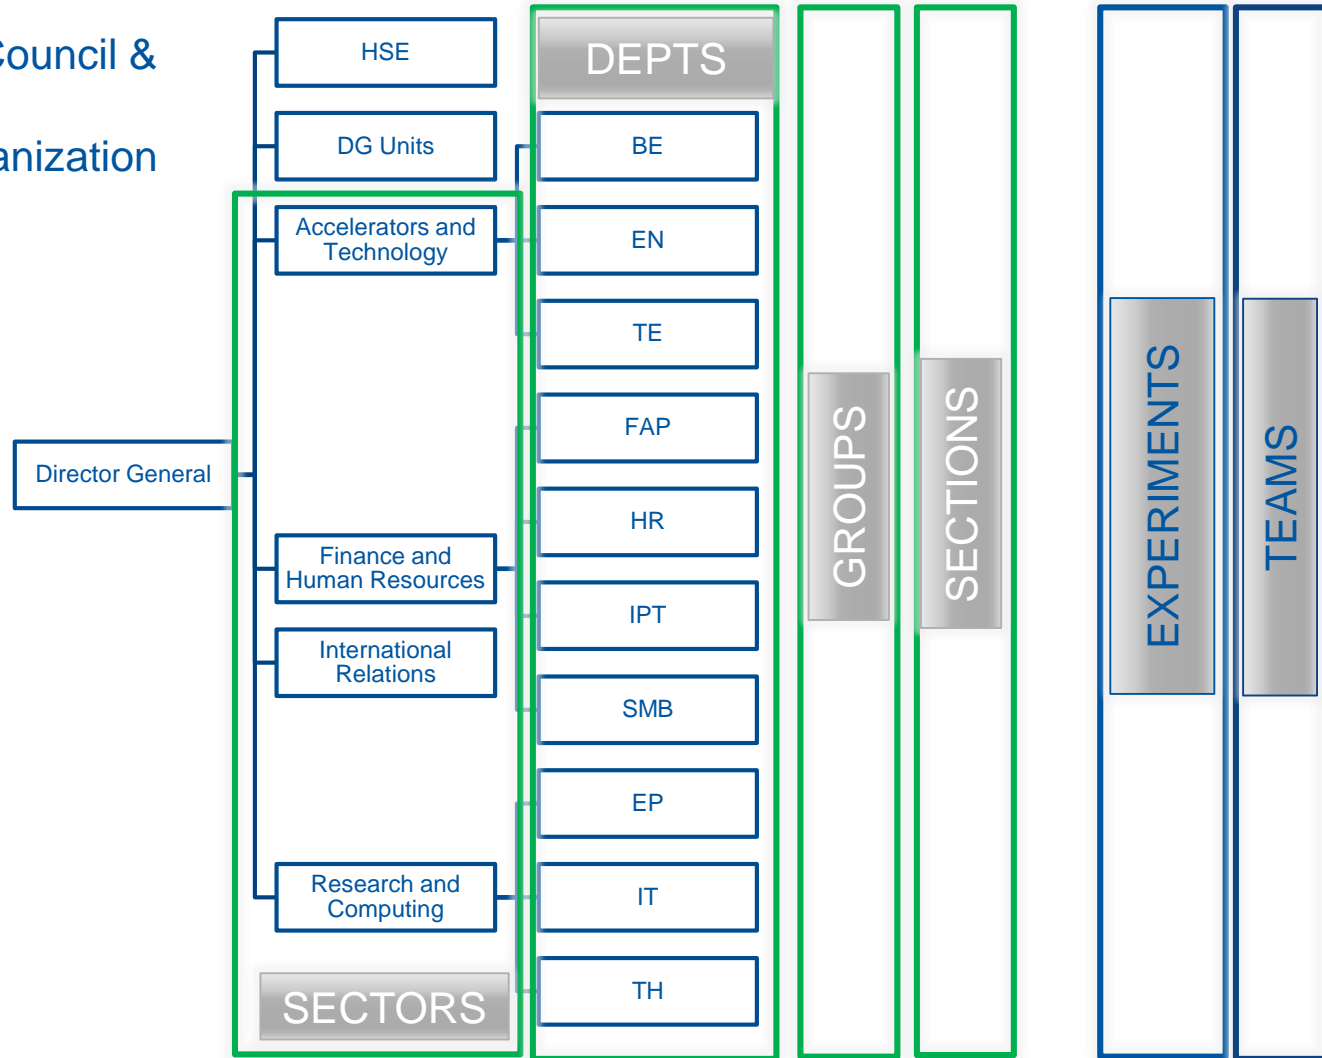 Council &
anization
HSE
DG Units
Accelerators and
Technology
Director General
Finance and
Human Resources
International
Relations
Research and
Computing
SECTORS
DEPTS
BE
EN
TE
FAP
HR
IPT
SMB
EP
IT
TH
GROUPS
SECTIONS
EXPERIMENTS
TEAMS